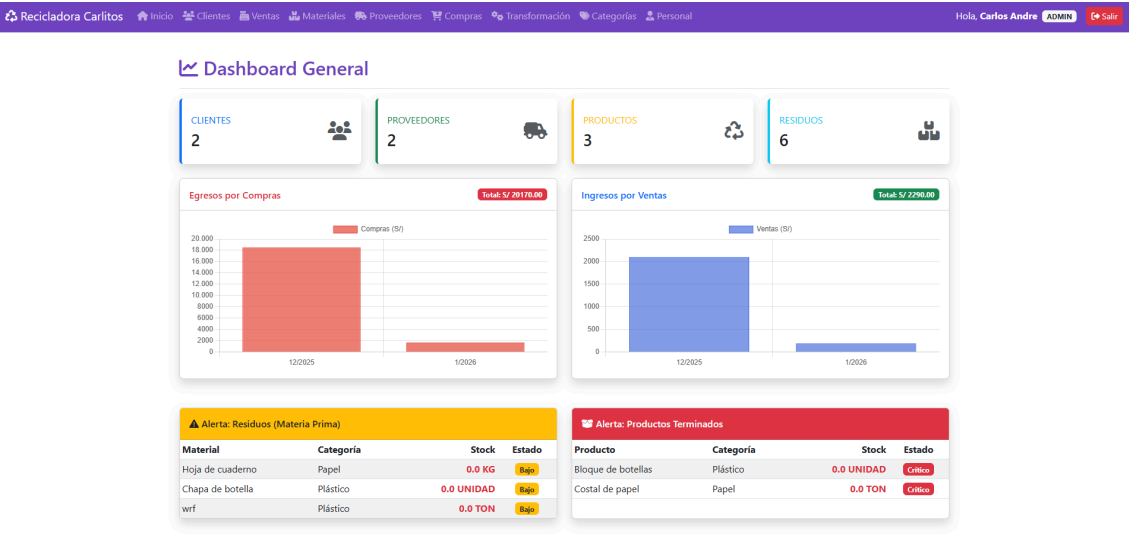 Recicladora Carlitos Inicio Clientes Ventas Materiales Proveedores Compras Transformación Categorías Personal Hola, Carlos Andre ADMIN Salir
Dashboard General
CLIENTES
2
PROVEEDORES
2
PRODUCTOS
3
RESIDUOS
6
Egresos por Compras Total: S/ 20170.00
Compras (S/)
20.000
18.000
16.000
14.000
12.000
10.000
8000
6000
4000
2000
0
12/2025 1/2026
Ingresos por Ventas Total: S/ 2290.00
Ventas (S/)
2500
2000
1500
1000
500
0
12/2025 1/2026
Alerta: Residuos (Materia Prima)
Material Categoría Stock Estado
Hoja de cuaderno Papel 0.0 KG Bajo
Chapa de botella Plástico 0.0 UNIDAD Bajo
wrf Plástico 0.0 TON Bajo
Alerta: Productos Terminados
Producto Categoría Stock Estado
Bloque de botellas Plástico 0.0 UNIDAD Crítico
Costal de papel Papel 0.0 TON Crítico